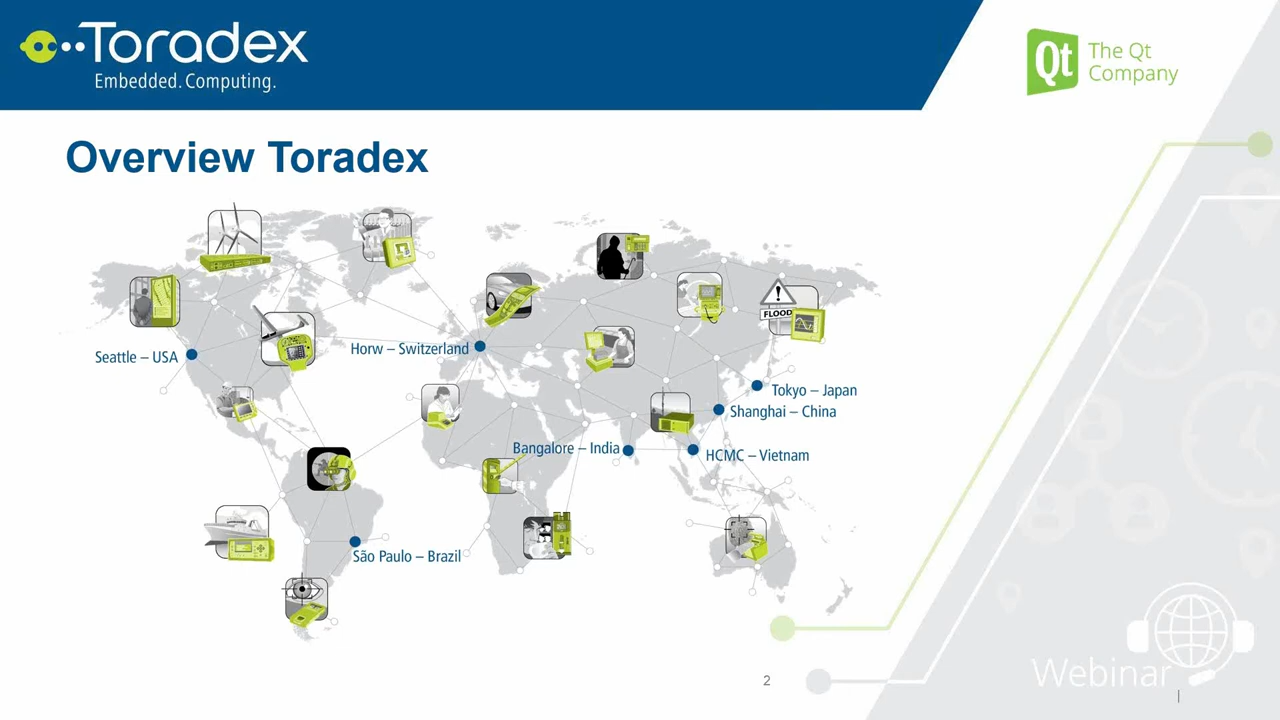 Toradex
Embedded. Computing.
Qt
The Qt
Company
Overview Toradex
FLOOD
Seattle – USA
Horw – Switzerland
Tokyo – Japan
Shanghai – China
Bangalore – India
HCMC – Vietnam
São Paulo – Brazil
2
Webinar